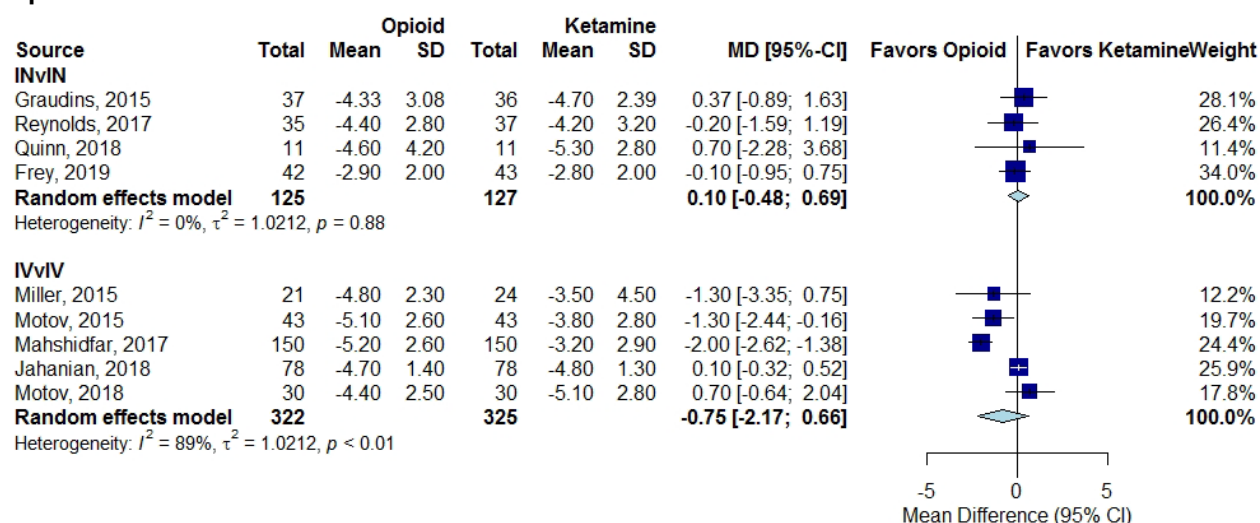 Opioid Ketamine
Source Total Mean SD Total Mean SD MD [95%-CI] Favors Opioid Favors KetamineWeight
INvIN
Graudins, 2015 37 -4.33 3.08 36 -4.70 2.39 0.37 [-0.89; 1.63] 28.1%
Reynolds, 2017 35 -4.40 2.80 37 -4.20 3.20 -0.20 [-1.59; 1.19] 26.4%
Quinn, 2018 11 -4.60 4.20 11 -5.30 2.80 0.70 [-2.28; 3.68] 11.4%
Frey, 2019 42 -2.90 2.00 43 -2.80 2.00 -0.10 [-0.95; 0.75] 34.0%
Random effects model 125 127 0.10 [-0.48; 0.69] 100.0%
Heterogeneity: I² = 0%, τ² = 1.0212, p = 0.88
IVvIV
Miller, 2015 21 -4.80 2.30 24 -3.50 4.50 -1.30 [-3.35; 0.75] 12.2%
Motov, 2015 43 -5.10 2.60 43 -3.80 2.80 -1.30 [-2.44; -0.16] 19.7%
Mahshidfar, 2017 150 -5.20 2.60 150 -3.20 2.90 -2.00 [-2.62; -1.38] 24.4%
Jahanian, 2018 78 -4.70 1.40 78 -4.80 1.30 0.10 [-0.32; 0.52] 25.9%
Motov, 2018 30 -4.40 2.50 30 -5.10 2.80 0.70 [-0.64; 2.04] 17.8%
Random effects model 322 325 -0.75 [-2.17; 0.66] 100.0%
Heterogeneity: I² = 89%, τ² = 1.0212, p < 0.01
-5 0 5
Mean Difference (95% CI)